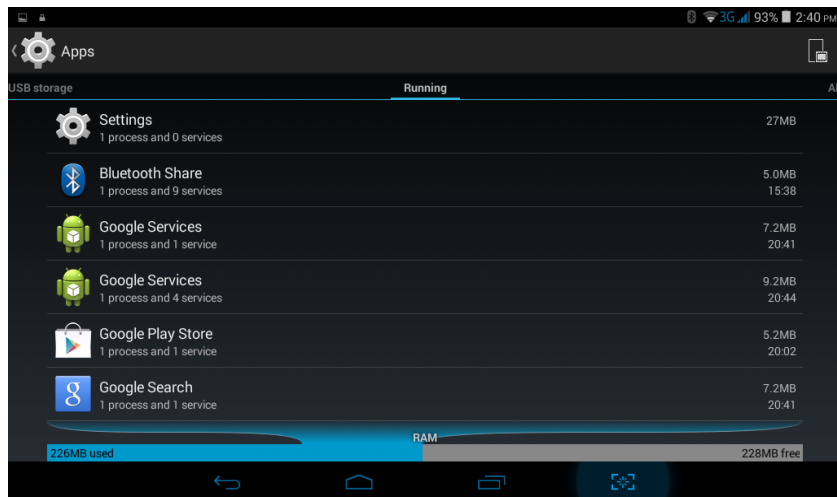 3G 93% 2:40 PM
Apps
USB storage Running Al
Settings 27MB
1 process and 0 services
Bluetooth Share 5.0MB
1 process and 9 services 15:38
Google Services 7.2MB
1 process and 1 service 20:41
Google Services 9.2MB
1 process and 4 services 20:44
Google Play Store 5.2MB
1 process and 1 service 20:02
g
Google Search 7.2MB
1 process and 1 service 20:41
RAM
226MB used 228MB free